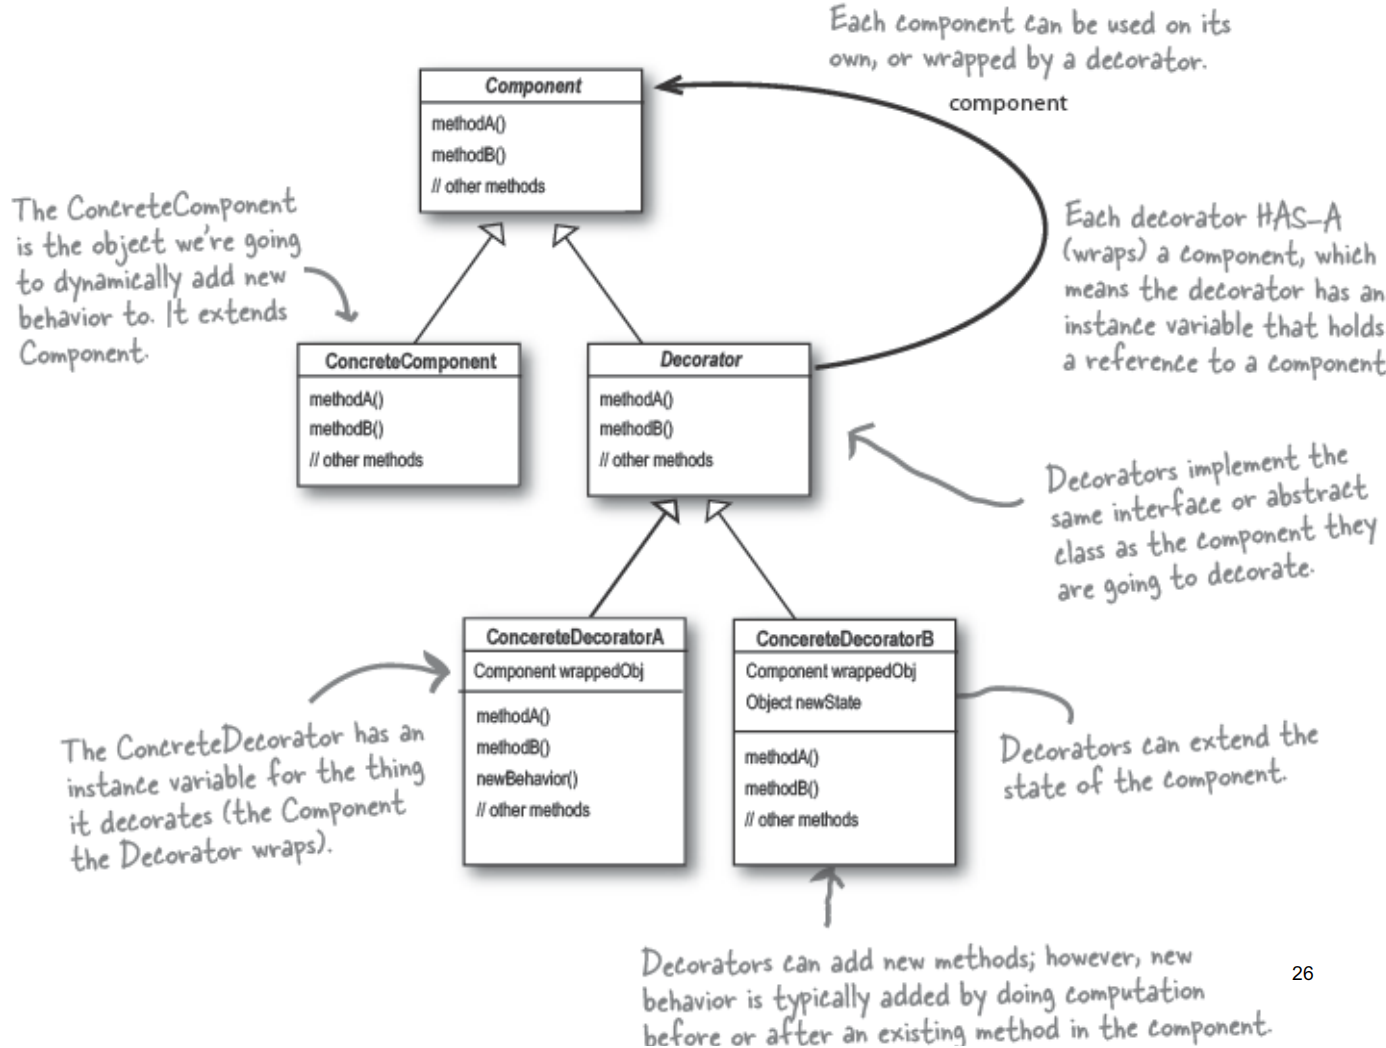 Each component can be used on its
own, or wrapped by a decorator.
component
Component
methodA()
methodB()
// other methods
The ConcreteComponent
is the object we're going
to dynamically add new
behavior to. It extends
Component.
Each decorator HAS-A
(wraps) a component, which
means the decorator has an
instance variable that holds
a reference to a component
ConcreteComponent
methodA()
methodB()
// other methods
Decorator
methodA()
methodB()
// other methods
Decorators implement the
same interface or abstract
class as the component they
are going to decorate.
ConcereteDecoratorA
Component wrappedObj
methodA()
methodB()
newBehavior()
// other methods
ConcereteDecoratorB
Component wrappedObj
Object newState
methodA()
methodB()
// other methods
The ConcreteDecorator has an
instance variable for the thing
it decorates (the Component
the Decorator wraps).
Decorators can extend the
state of the component.
Decorators can add new methods; however, new
behavior is typically added by doing computation
before or after an existing method in the component.
26